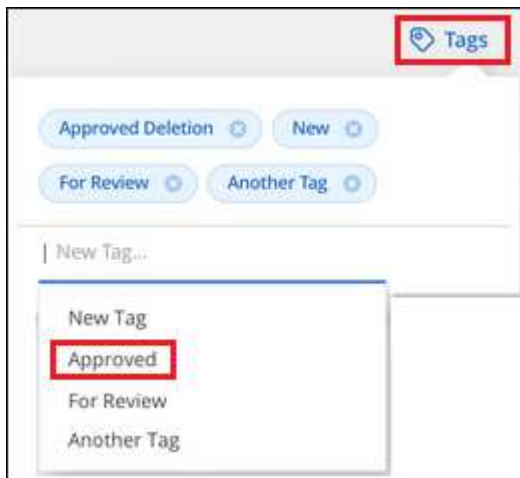 Tags
Approved Deletion New
For Review Another Tag
New Tag...
New Tag
Approved
For Review
Another Tag